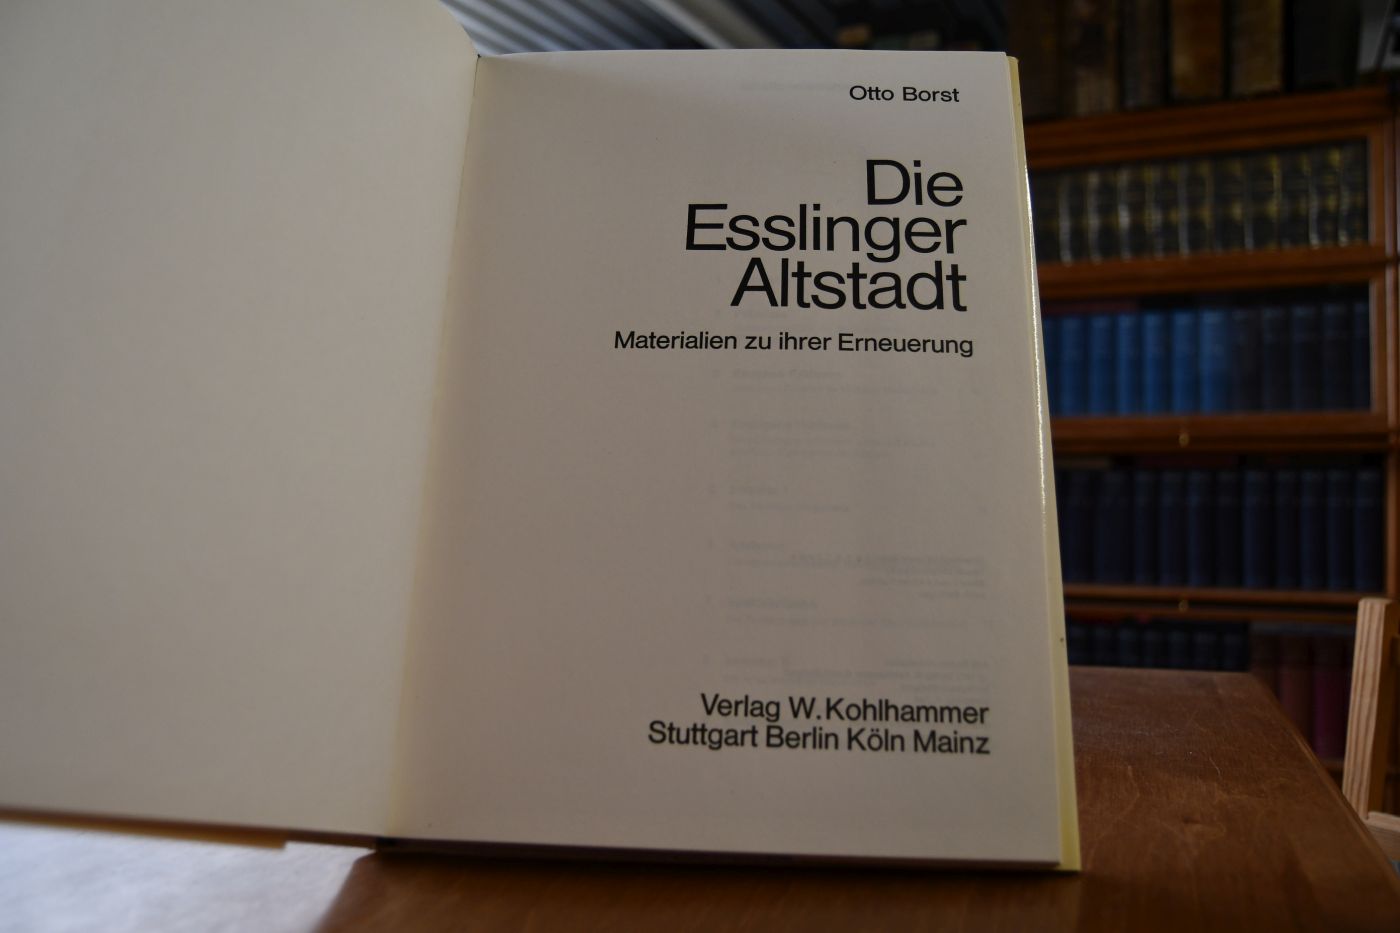 Otto Borst
Die
Esslinger
Altstadt
Materialien zu ihrer Erneuerung
Verlag W. Kohlhammer
Stuttgart Berlin Köln Mainz